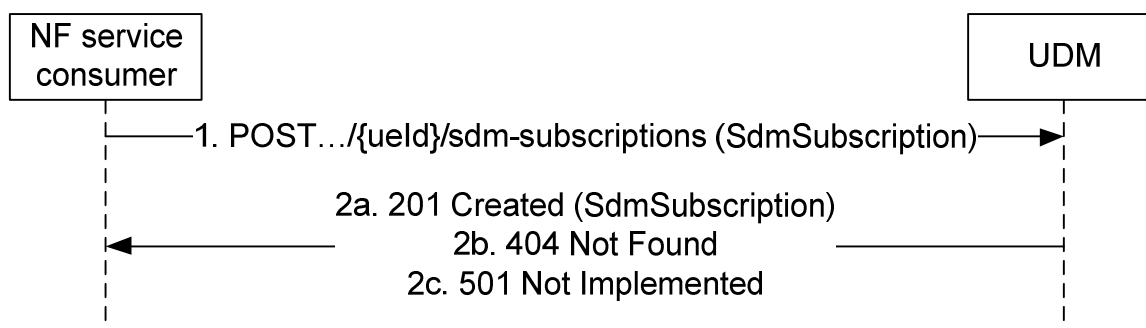 NF service
consumer
UDM
1. POST…/{ueId}/sdm-subscriptions (SdmSubscription)
2a. 201 Created (SdmSubscription)
2b. 404 Not Found
2c. 501 Not Implemented